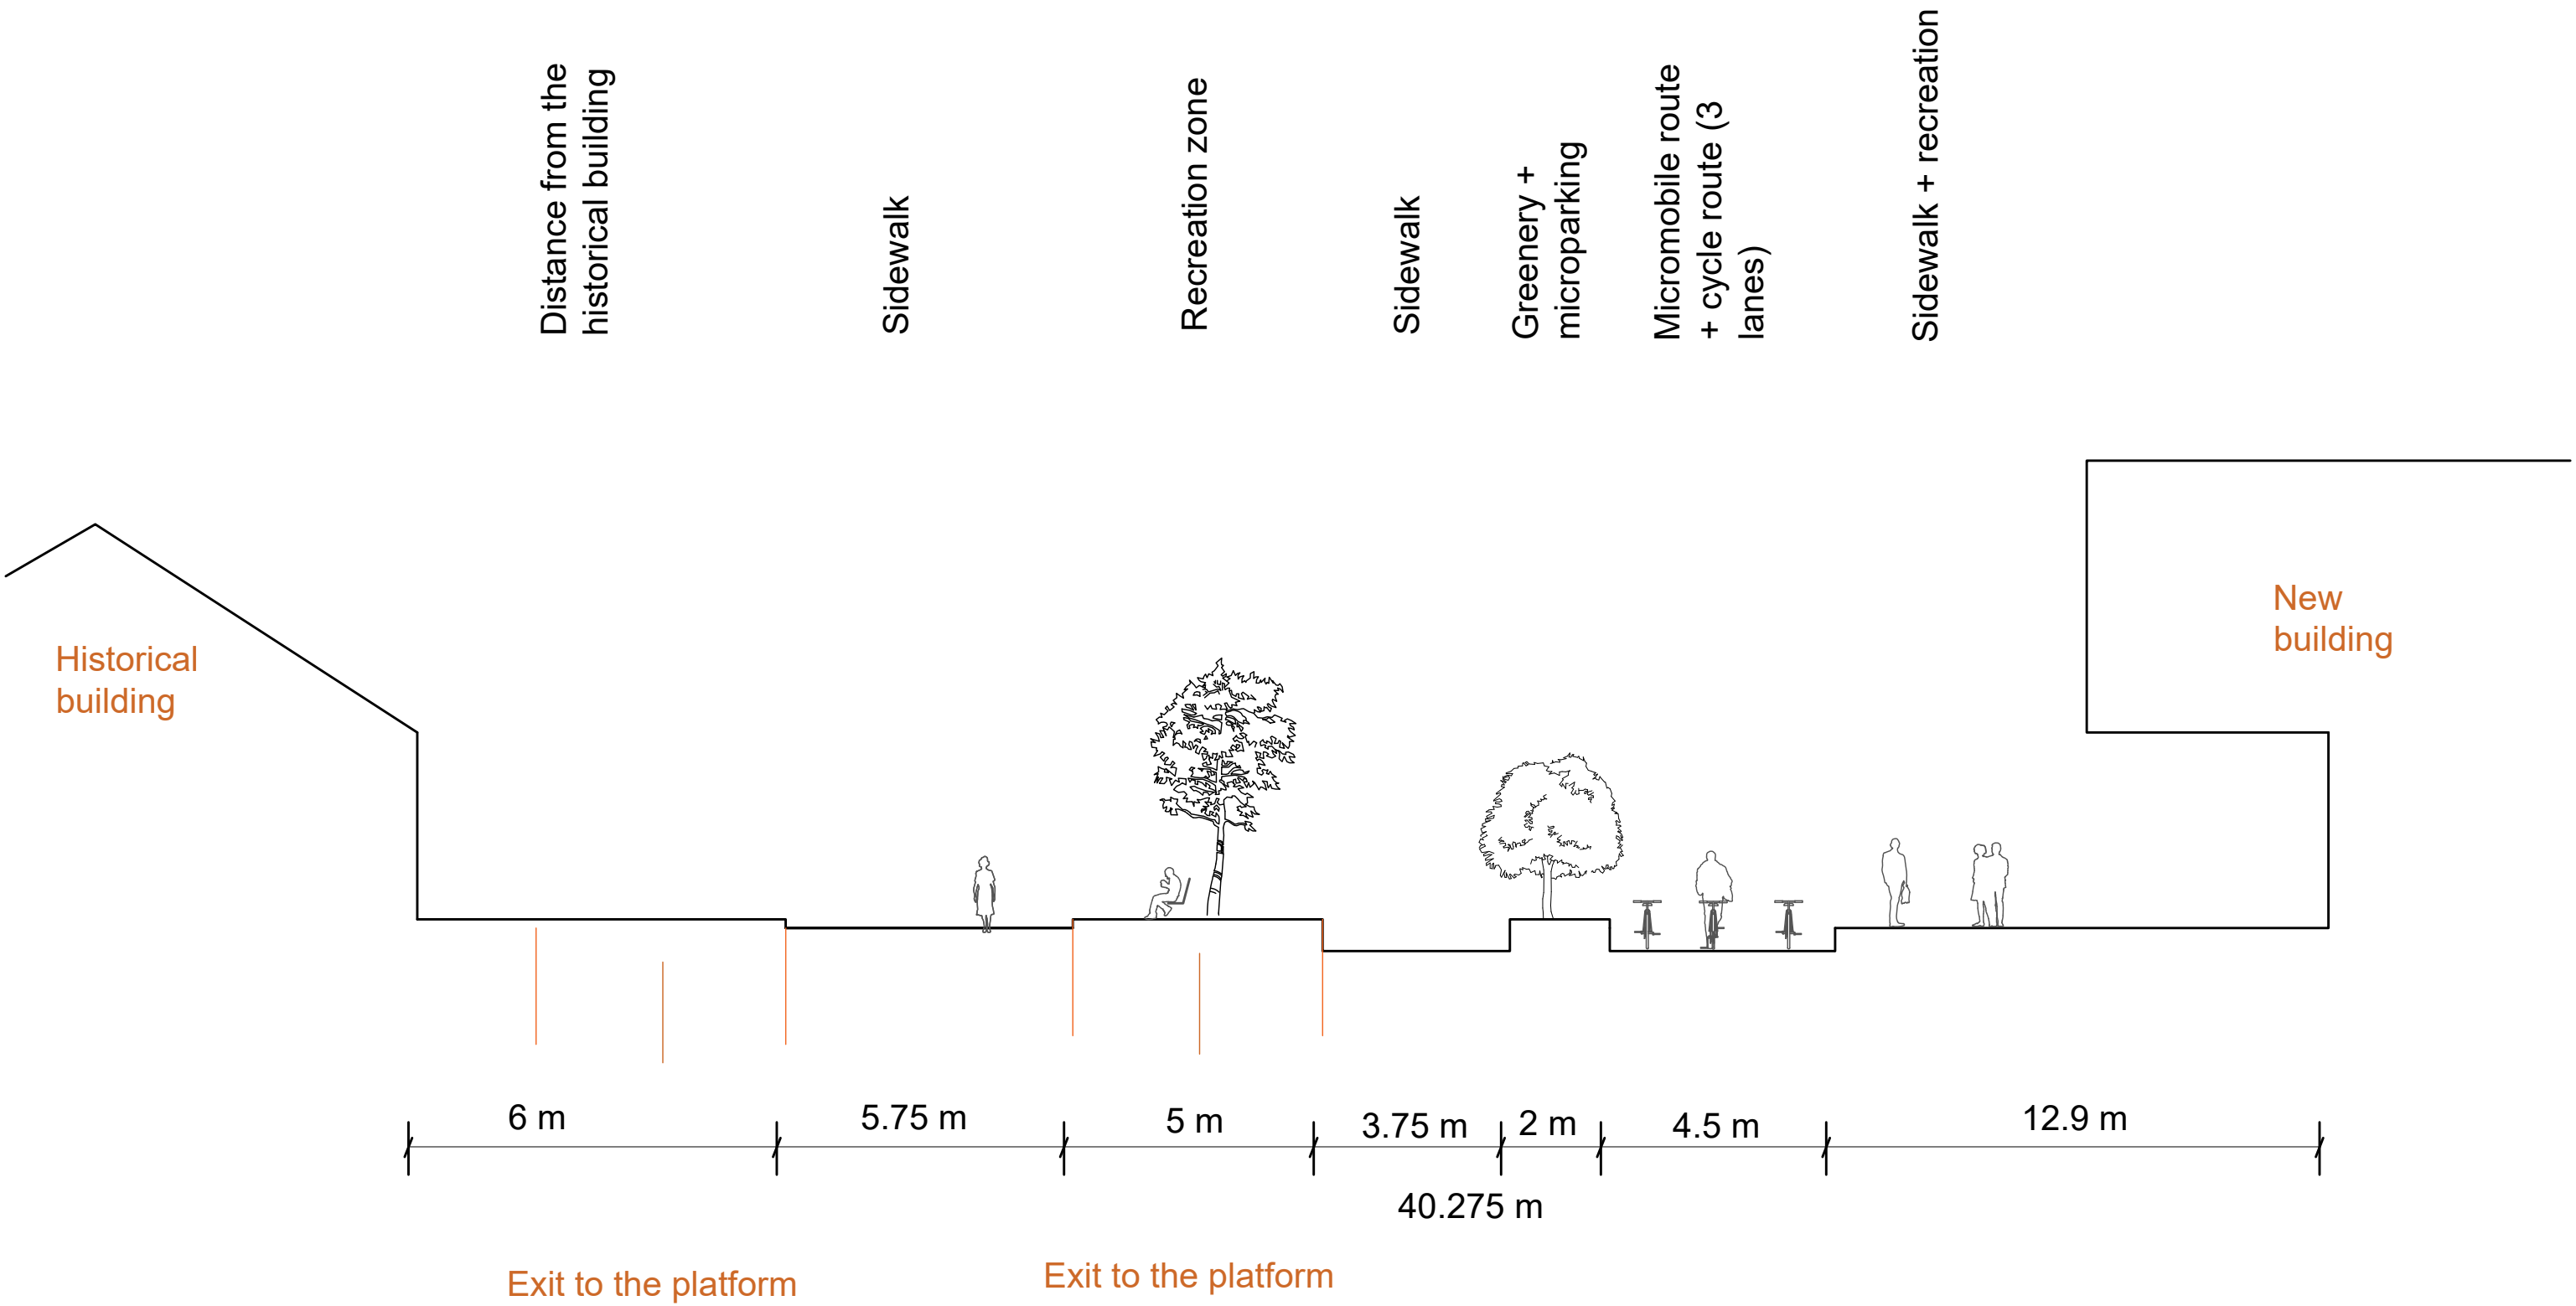 Distance from the
historical building
Sidewalk
Recreation zone
Sidewalk
Greenery +
microparking
Micromobile route
+ cycle route (3
lanes)
Sidewalk + recreation
Historical
building
New
building
6 m
5.75 m
5 m
3.75 m
2 m
4.5 m
12.9 m
40.275 m
Exit to the platform
Exit to the platform